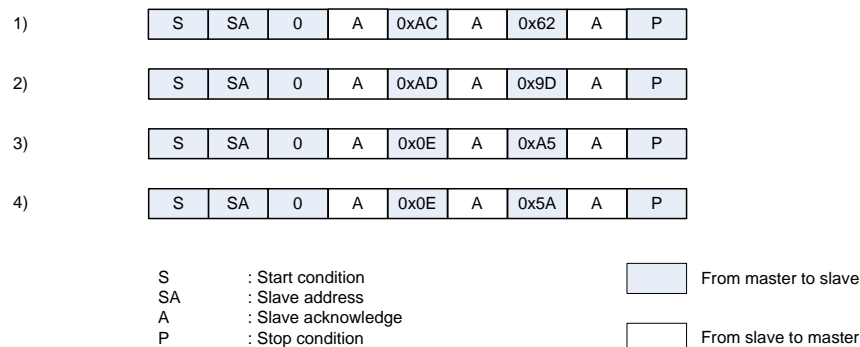 1) S SA 0 A 0xAC A 0x62 A P
2) S SA 0 A 0xAD A 0x9D A P
3) S SA 0 A 0x0E A 0xA5 A P
4) S SA 0 A 0x0E A 0x5A A P
S : Start condition
SA : Slave address
A : Slave acknowledge
P : Stop condition
From master to slave
From slave to master